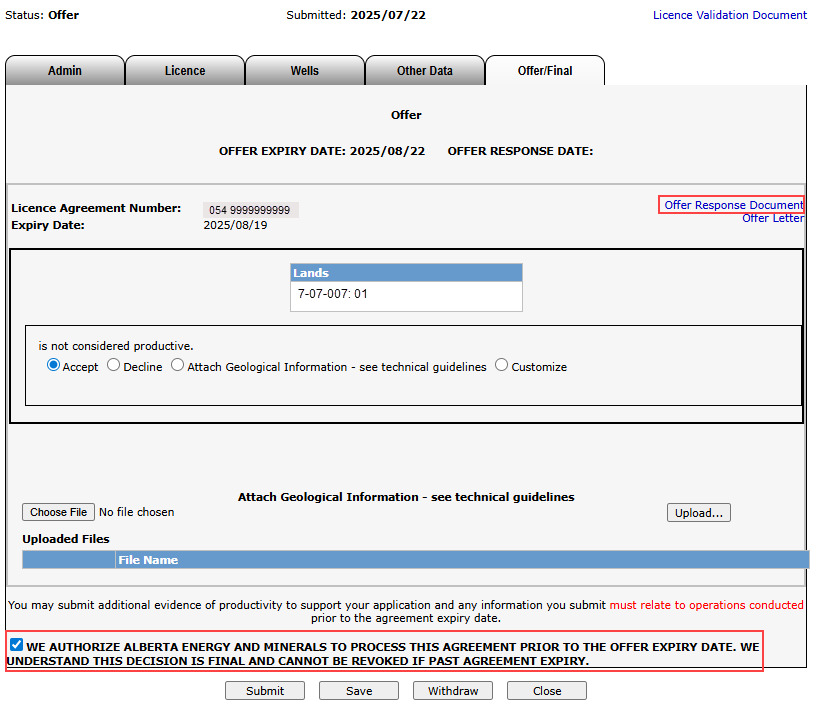 Status: Offer Submitted: 2025/07/22 Licence Validation Document
Admin Licence Wells Other Data Offer/Final
Offer
OFFER EXPIRY DATE: 2025/08/22 OFFER RESPONSE DATE:
Licence Agreement Number: 054 9999999999 Offer Response Document
Offer Letter
Expiry Date: 2025/08/19
Lands
7-07-007: 01
is not considered productive.
Accept Decline Attach Geological Information - see technical guidelines Customize
Attach Geological Information - see technical guidelines
Choose File No file chosen Upload...
Uploaded Files
File Name
You may submit additional evidence of productivity to support your application and any information you submit must relate to operations conducted
prior to the agreement expiry date.
WE AUTHORIZE ALBERTA ENERGY AND MINERALS TO PROCESS THIS AGREEMENT PRIOR TO THE OFFER EXPIRY DATE. WE
UNDERSTAND THIS DECISION IS FINAL AND CANNOT BE REVOKED IF PAST AGREEMENT EXPIRY.
Submit Save Withdraw Close